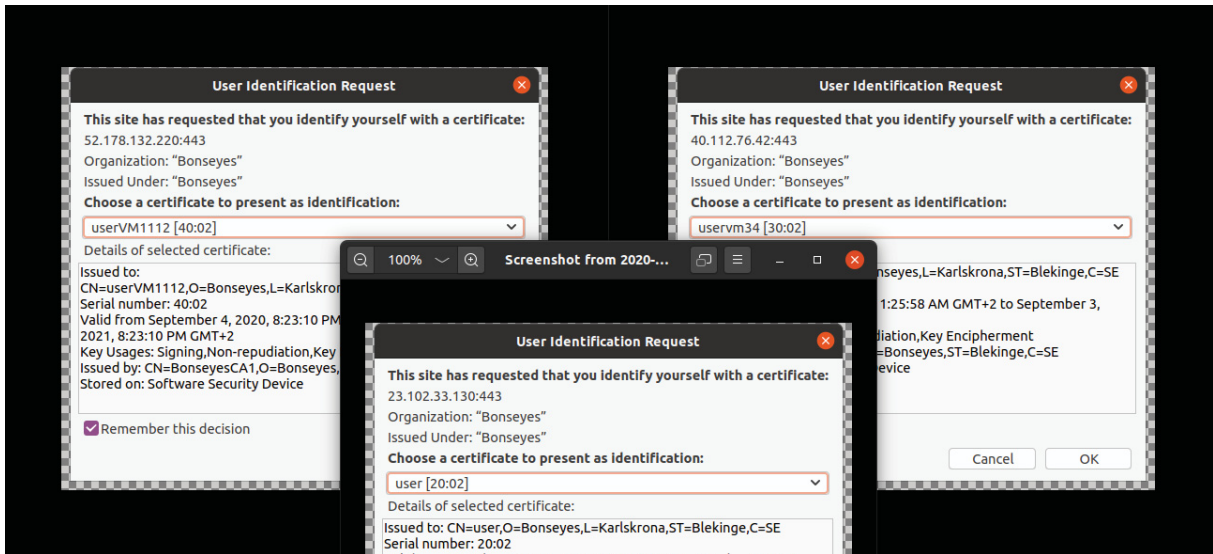 User Identification Request
This site has requested that you identify yourself with a certificate:
52.178.132.220:443
Organization: “Bonseyes”
Issued Under: “Bonseyes”
Choose a certificate to present as identification:
userVM1112 [40:02]
Details of selected certificate:
Issued to:
CN=userVM1112,O=Bonseyes,L=Karlskron
Serial number: 40:02
Valid from September 4, 2020, 8:23:10 PM
2021, 8:23:10 PM GMT+2
Key Usages: Signing,Non-repudiation,Key
Issued by: CN=BonseyesCA1,O=Bonseyes,
Stored on: Software Security Device
Remember this decision
User Identification Request
This site has requested that you identify yourself with a certificate:
40.112.76.42:443
Organization: “Bonseyes”
Issued Under: “Bonseyes”
Choose a certificate to present as identification:
uservm34 [30:02]
nseyes,L=Karlskrona,ST=Blekinge,C=SE
1:25:58 AM GMT+2 to September 3,
diation,Key Encipherment
=Bonseyes,ST=Blekinge,C=SE
evice
Cancel
OK
100%
Screenshot from 2020-...
User Identification Request
This site has requested that you identify yourself with a certificate:
23.102.33.130:443
Organization: “Bonseyes”
Issued Under: “Bonseyes”
Choose a certificate to present as identification:
user [20:02]
Details of selected certificate:
Issued to: CN=user,O=Bonseyes,L=Karlskrona,ST=Blekinge,C=SE
Serial number: 20:02